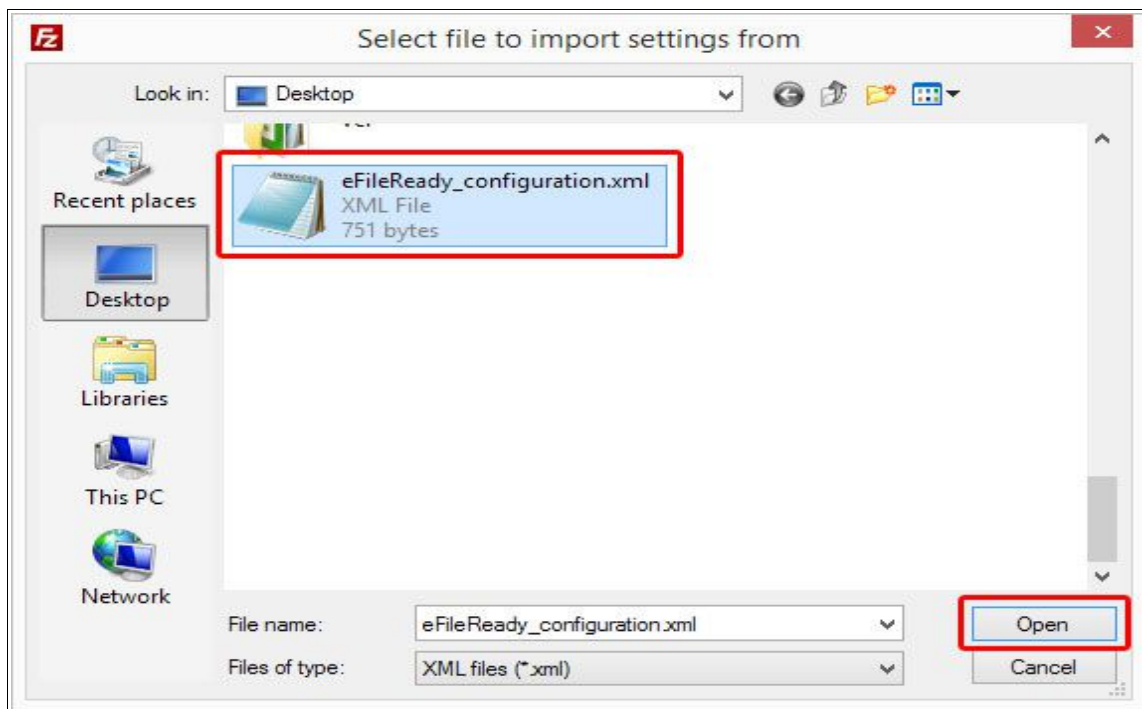 Fz
Select file to import settings from
Look in:
Desktop
Recent places
Desktop
Libraries
This PC
Network
eFileReady_configuration.xml
XML File
751 bytes
File name:
eFileReady_configuration.xml
Open
Files of type:
XML files (*.xml)
Cancel